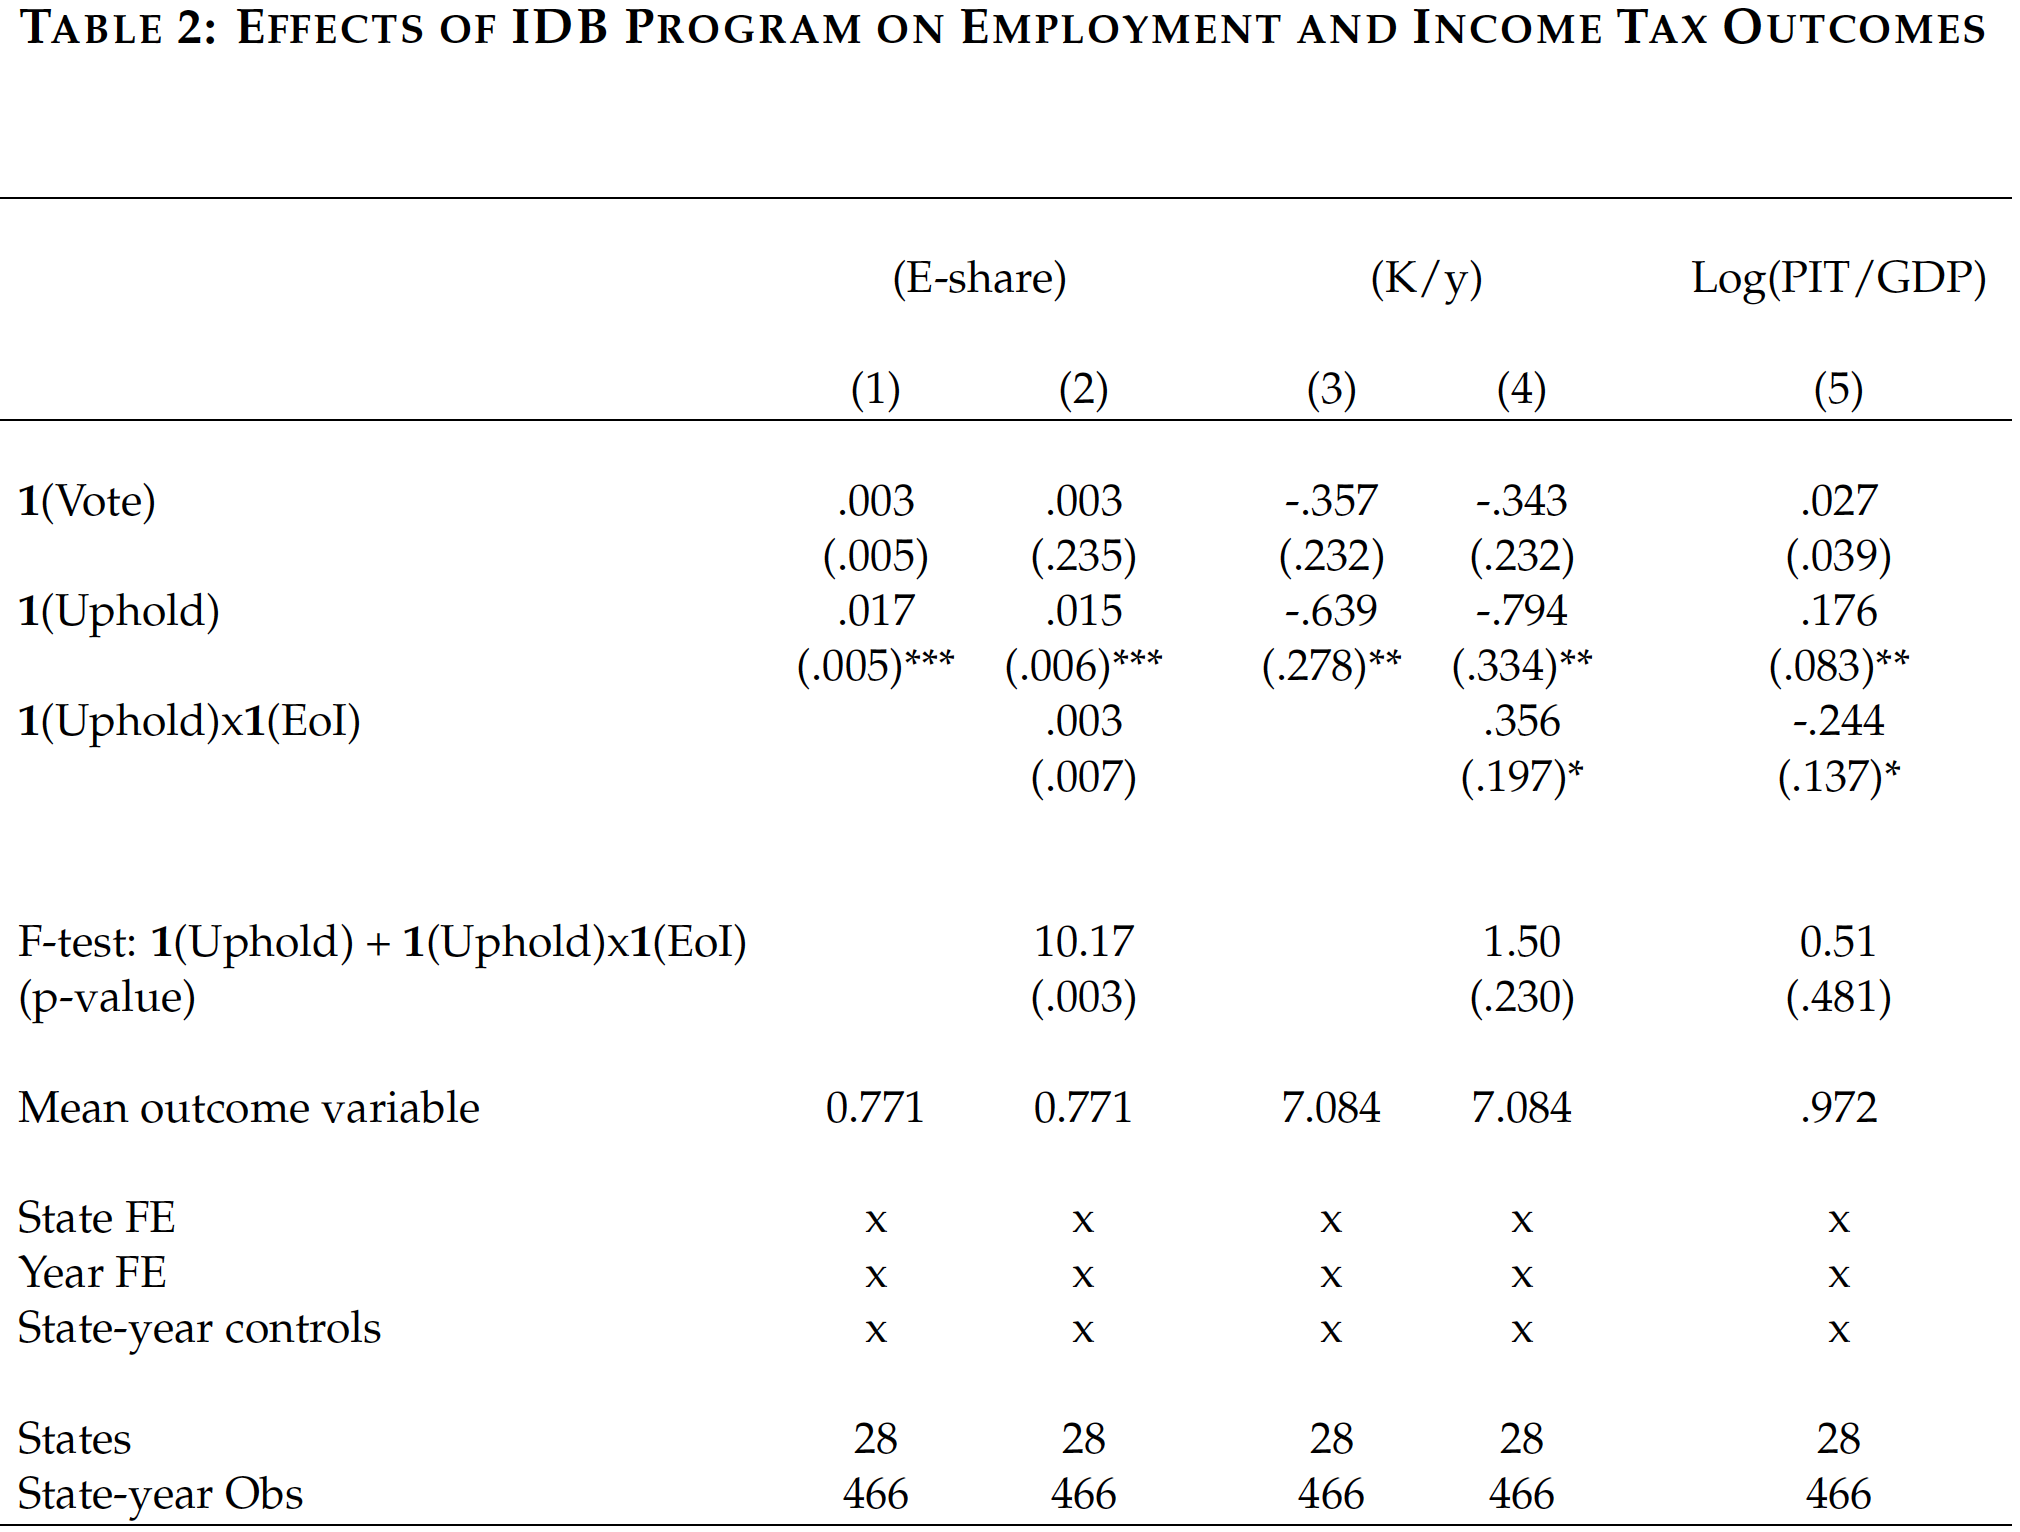 TABLE 2: EFFECTS OF IDB PROGRAM ON EMPLOYMENT AND INCOME TAX OUTCOMES
(E-share) (K/y) Log(PIT/GDP)
(1) (2) (3) (4) (5)
1(Vote) .003 .003 -.357 -.343 .027
(.005) (.235) (.232) (.232) (.039)
1(Uphold) .017 .015 -.639 -.794 .176
(.005)*** (.006)*** (.278)** (.334)** (.083)**
1(Uphold)x1(EoI) .003 .356 -.244
(.007) (.197)* (.137)*
F-test: 1(Uphold) + 1(Uphold)x1(EoI) 10.17 1.50 0.51
(p-value) (.003) (.230) (.481)
Mean outcome variable 0.771 0.771 7.084 7.084 .972
State FE x x x x x
Year FE x x x x x
State-year controls x x x x x
States 28 28 28 28 28
State-year Obs 466 466 466 466 466